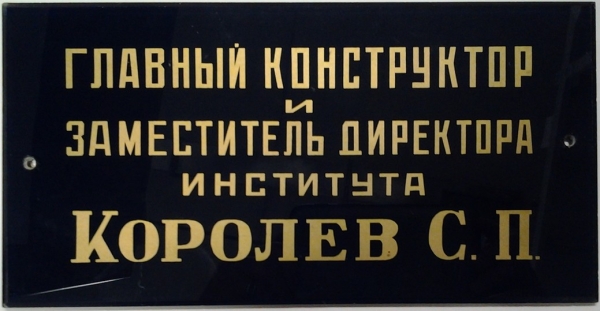 ГЛАВНЫЙ КОНСТРУКТОР
И
ЗАМЕСТИТЕЛЬ ДИРЕКТОРА
ИНСТИТУТА
КОРОЛЕВ С. П.